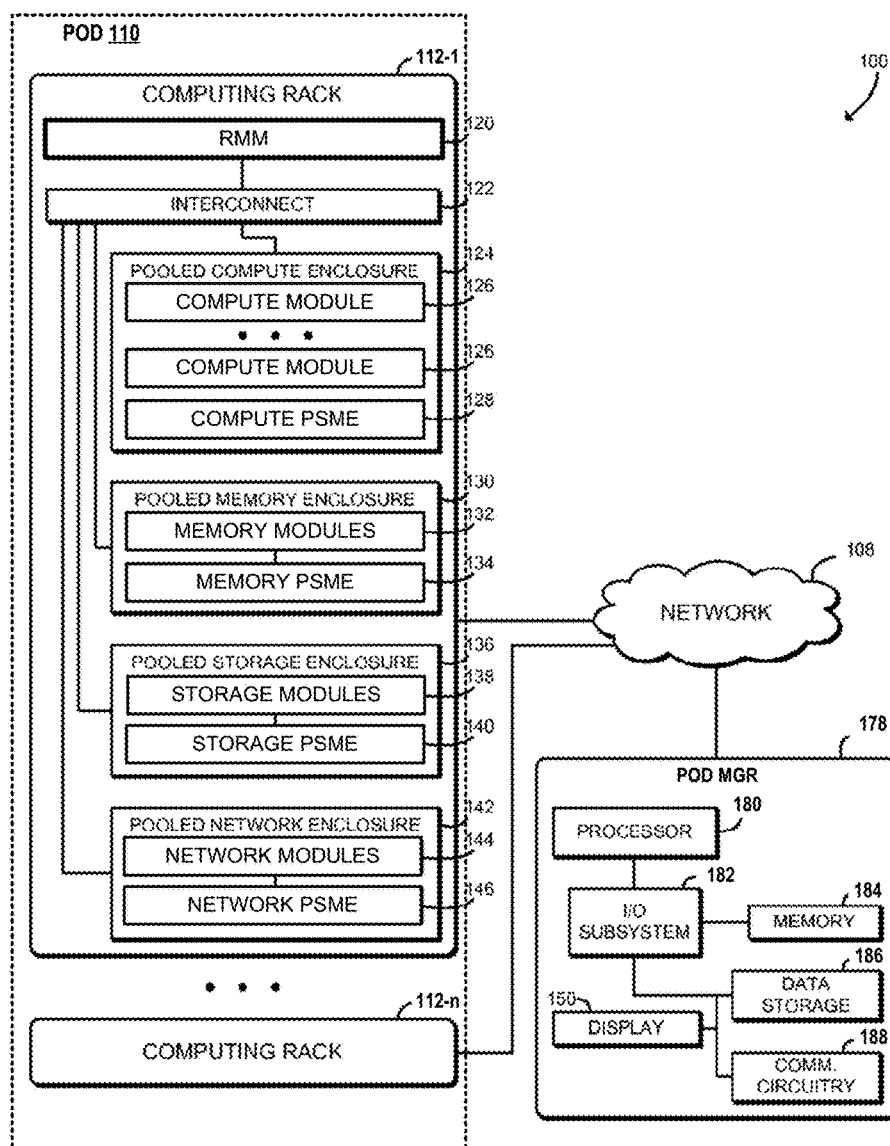 POD 110
112-1
100
COMPUTING RACK
RMM
120
INTERCONNECT
122
POOLED COMPUTE ENCLOSURE
124
COMPUTE MODULE
126
• • •
COMPUTE MODULE
126
COMPUTE PSME
128
POOLED MEMORY ENCLOSURE
130
MEMORY MODULES
132
MEMORY PSME
134
POOLED STORAGE ENCLOSURE
136
STORAGE MODULES
138
STORAGE PSME
140
POOLED NETWORK ENCLOSURE
142
NETWORK MODULES
144
NETWORK PSME
146
• • •
112-n
COMPUTING RACK
108
NETWORK
178
POD MGR
PROCESSOR
180
182
I/O
SUBSYSTEM
184
MEMORY
186
DATA
STORAGE
150
DISPLAY
188
COMM.
CIRCUITRY